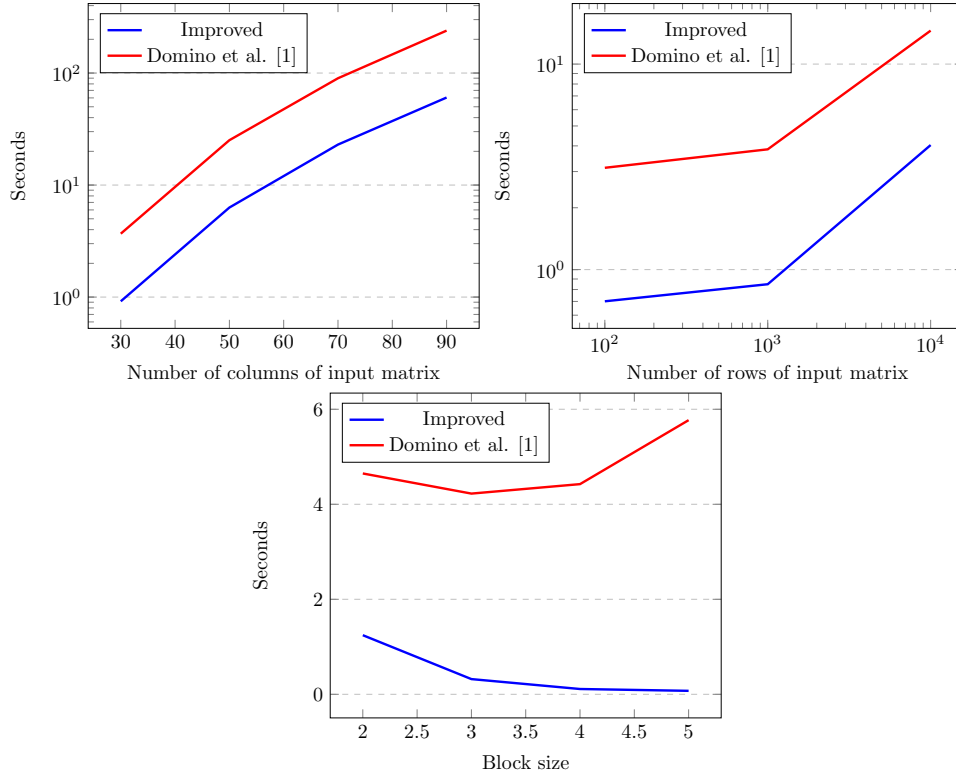 Improved
Domino et al. [1]
10^2
10^1
10^0
Seconds
30 40 50 60 70 80 90
Number of columns of input matrix
Improved
Domino et al. [1]
10^1
10^0
Seconds
10^2 10^3 10^4
Number of rows of input matrix
Improved
Domino et al. [1]
6
4
2
0
Seconds
2 2.5 3 3.5 4 4.5 5
Block size